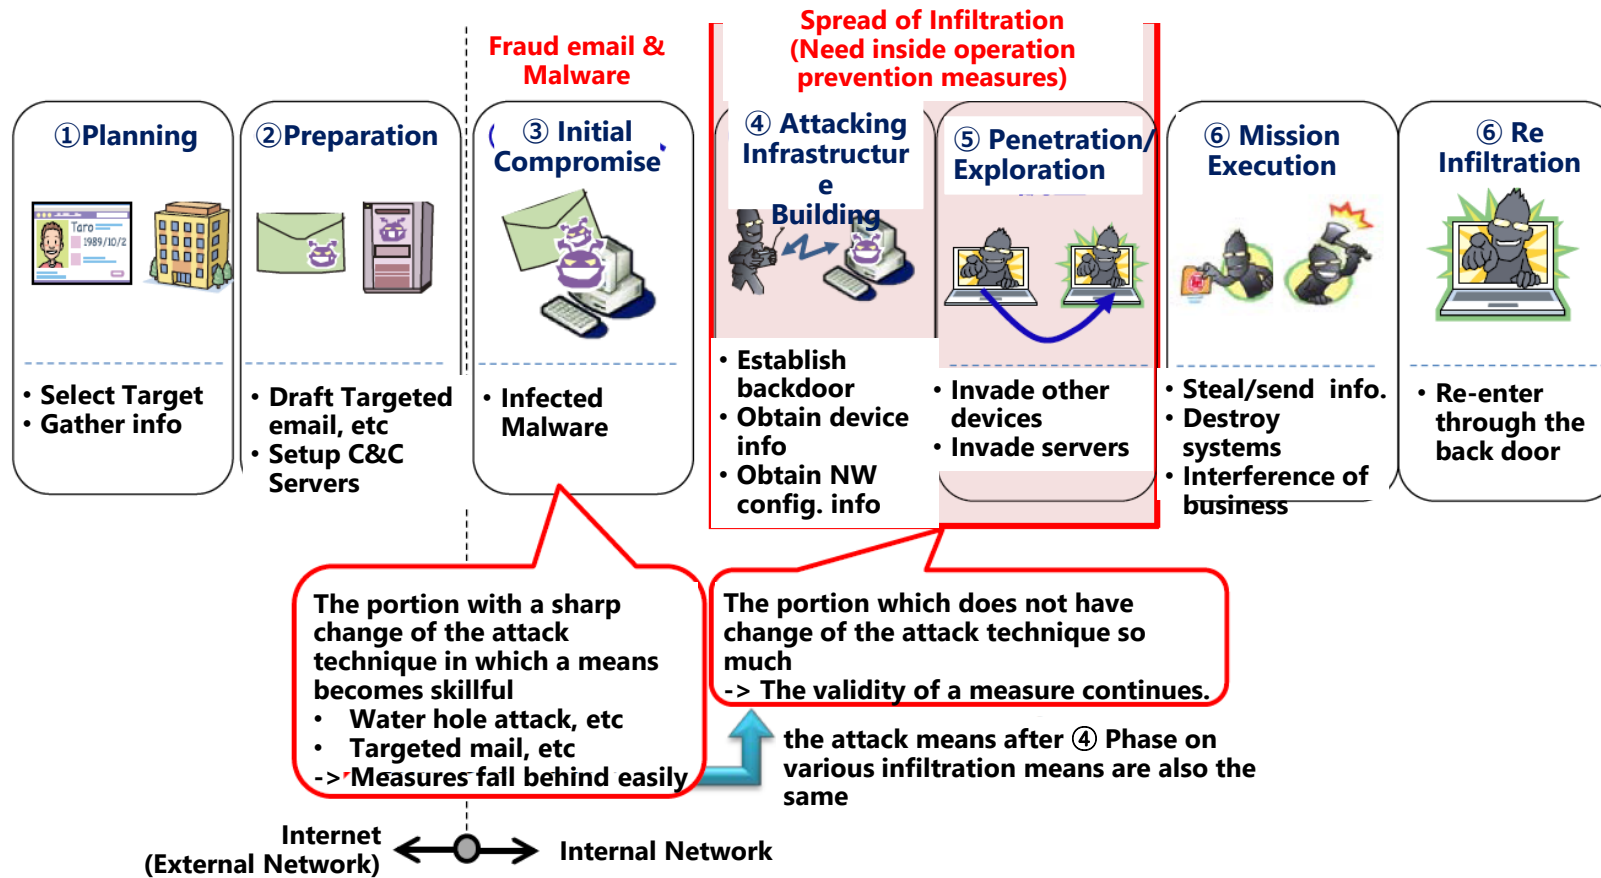 Spread of Infiltration
(Need inside operation
prevention measures)
Fraud email &
Malware
①Planning
②Preparation
③ Initial
Compromise
④ Attacking
Infrastructur
e
Building
⑤ Penetration/
Exploration
⑥ Mission
Execution
⑥ Re
Infiltration
Taro
1989/10/2
• Select Target
• Gather info
• Draft Targeted
email, etc
• Setup C&C
Servers
• Infected
Malware
• Establish
backdoor
• Obtain device
info
• Obtain NW
config. info
• Invade other
devices
• Invade servers
• Steal/send info.
• Destroy
systems
• Interference of
business
• Re-enter
through the
back door
The portion with a sharp
change of the attack
technique in which a means
becomes skillful
• Water hole attack, etc
• Targeted mail, etc
-> Measures fall behind easily
The portion which does not have
change of the attack technique so
much
-> The validity of a measure continues.
the attack means after ④ Phase on
various infiltration means are also the
same
Internet
(External Network)
Internal Network